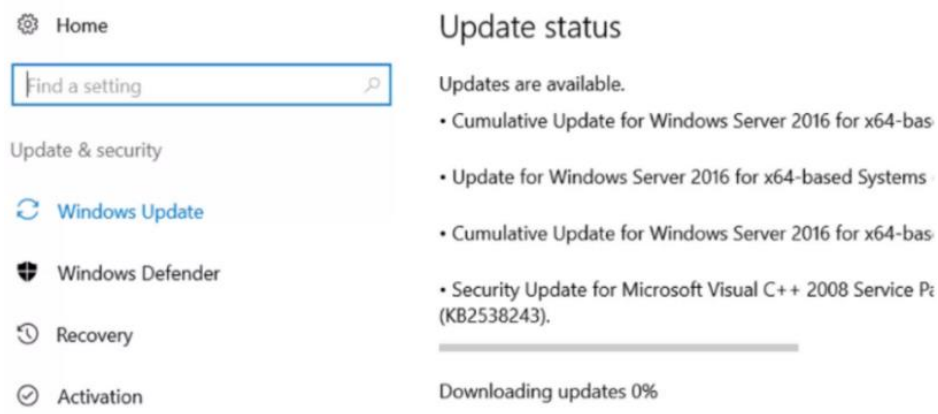 Home
Find a setting
Update & security
Windows Update
Windows Defender
Recovery
Activation
Update status
Updates are available.
• Cumulative Update for Windows Server 2016 for x64-bas
• Update for Windows Server 2016 for x64-based Systems
• Cumulative Update for Windows Server 2016 for x64-bas
• Security Update for Microsoft Visual C++ 2008 Service Pa
(KB2538243).
Downloading updates 0%